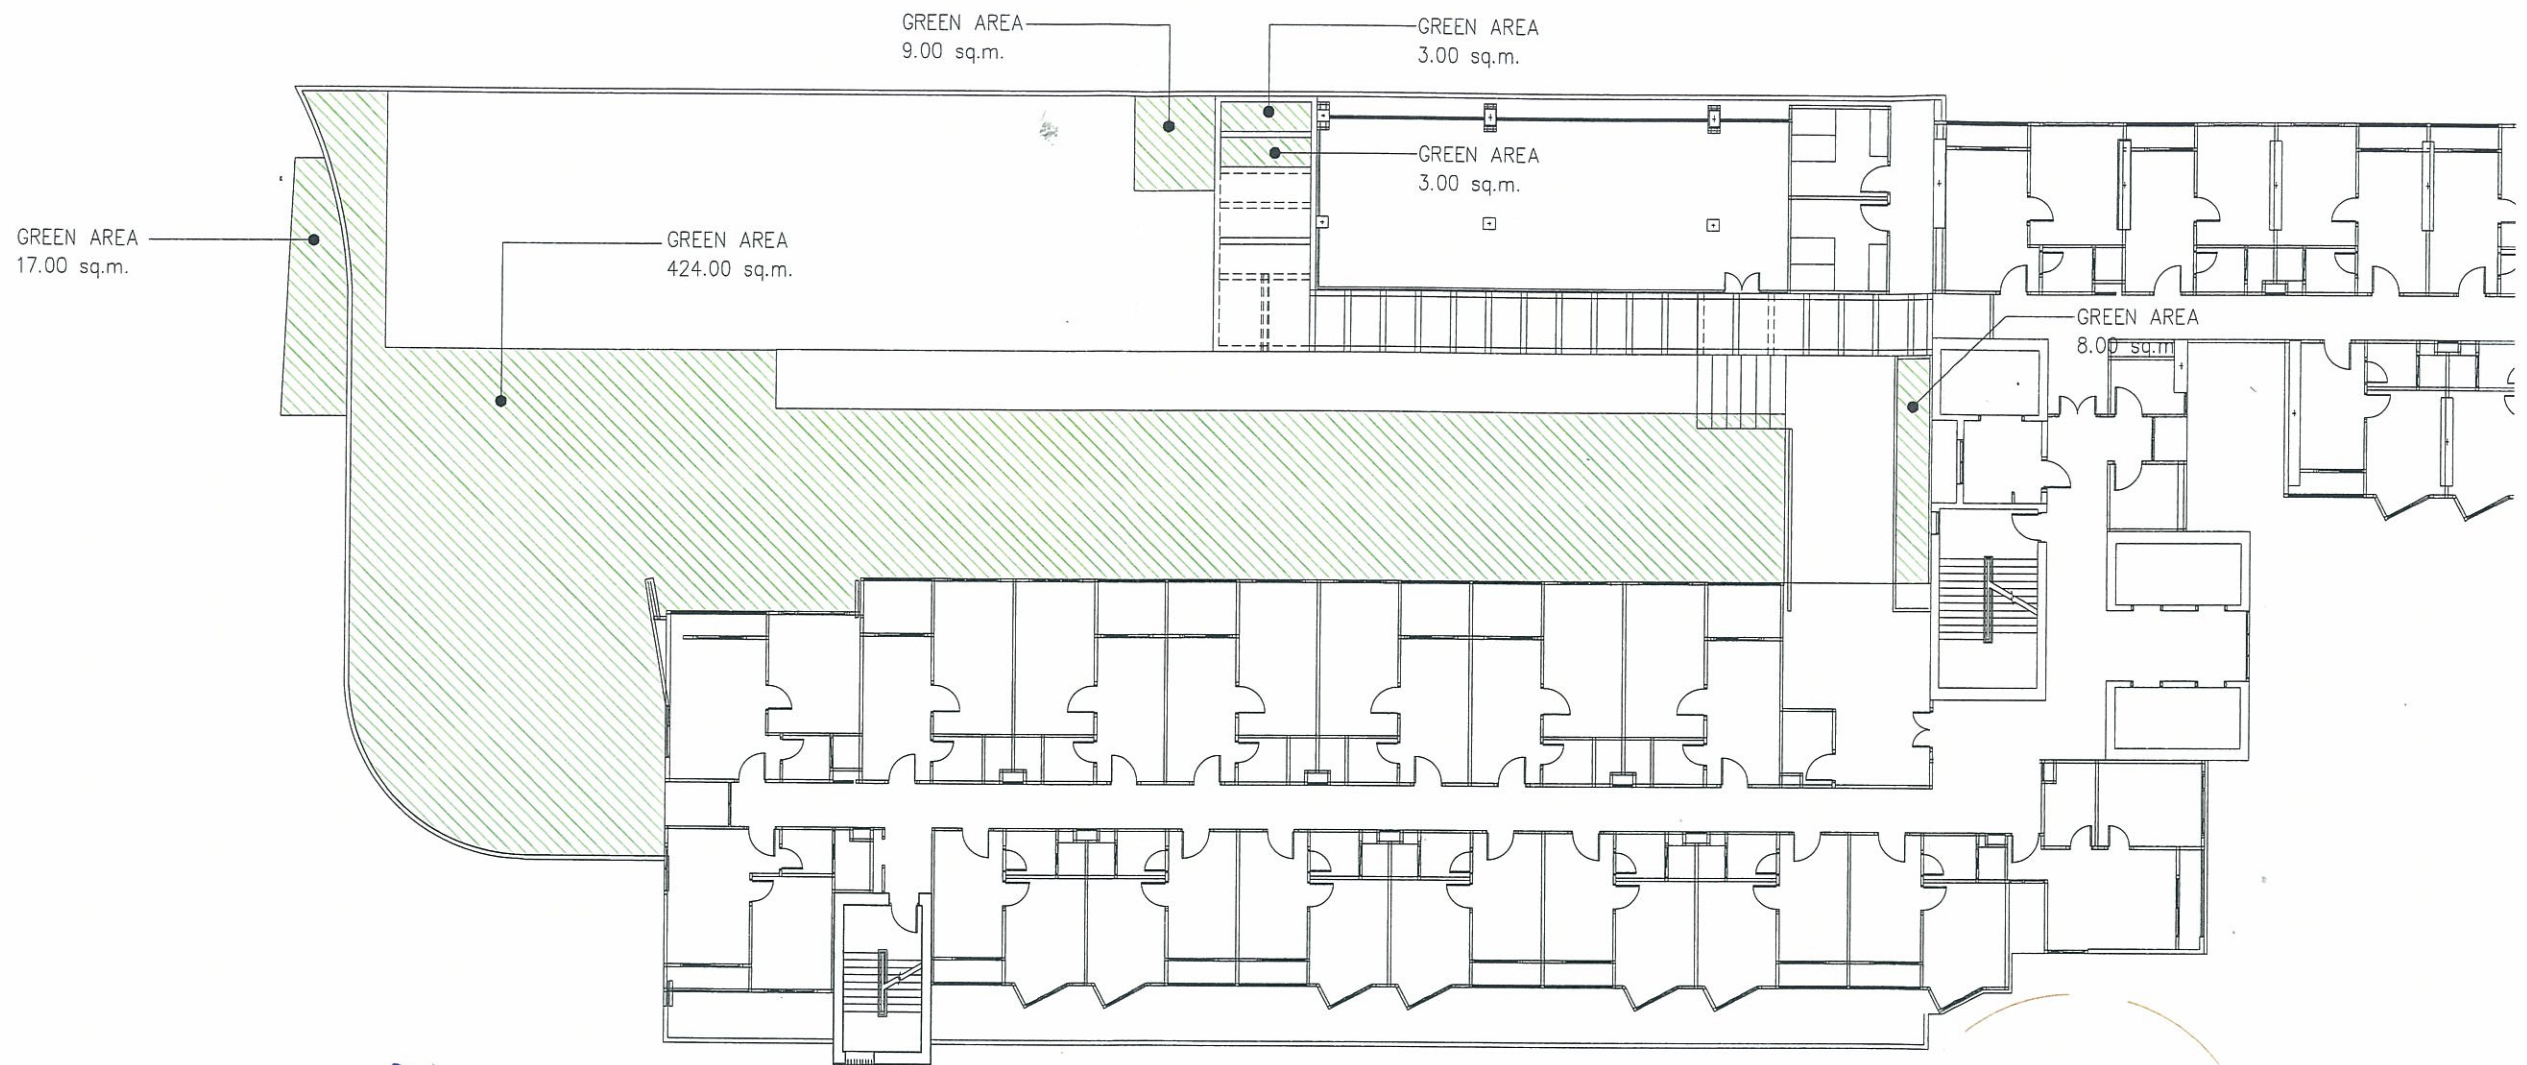 GREEN AREA
9.00 sq.m.
GREEN AREA
3.00 sq.m.
GREEN AREA
3.00 sq.m.
GREEN AREA
17.00 sq.m.
GREEN AREA
424.00 sq.m.
GREEN AREA
8.00 sq.m